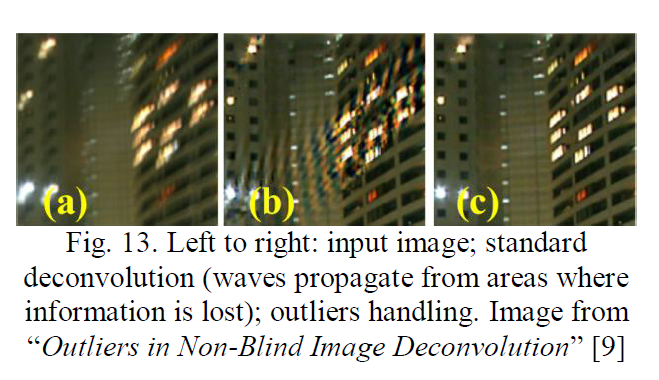 (a) (b) (c)
Fig. 13. Left to right: input image; standard
deconvolution (waves propagate from areas where
information is lost); outliers handling. Image from
“Outliers in Non-Blind Image Deconvolution” [9]